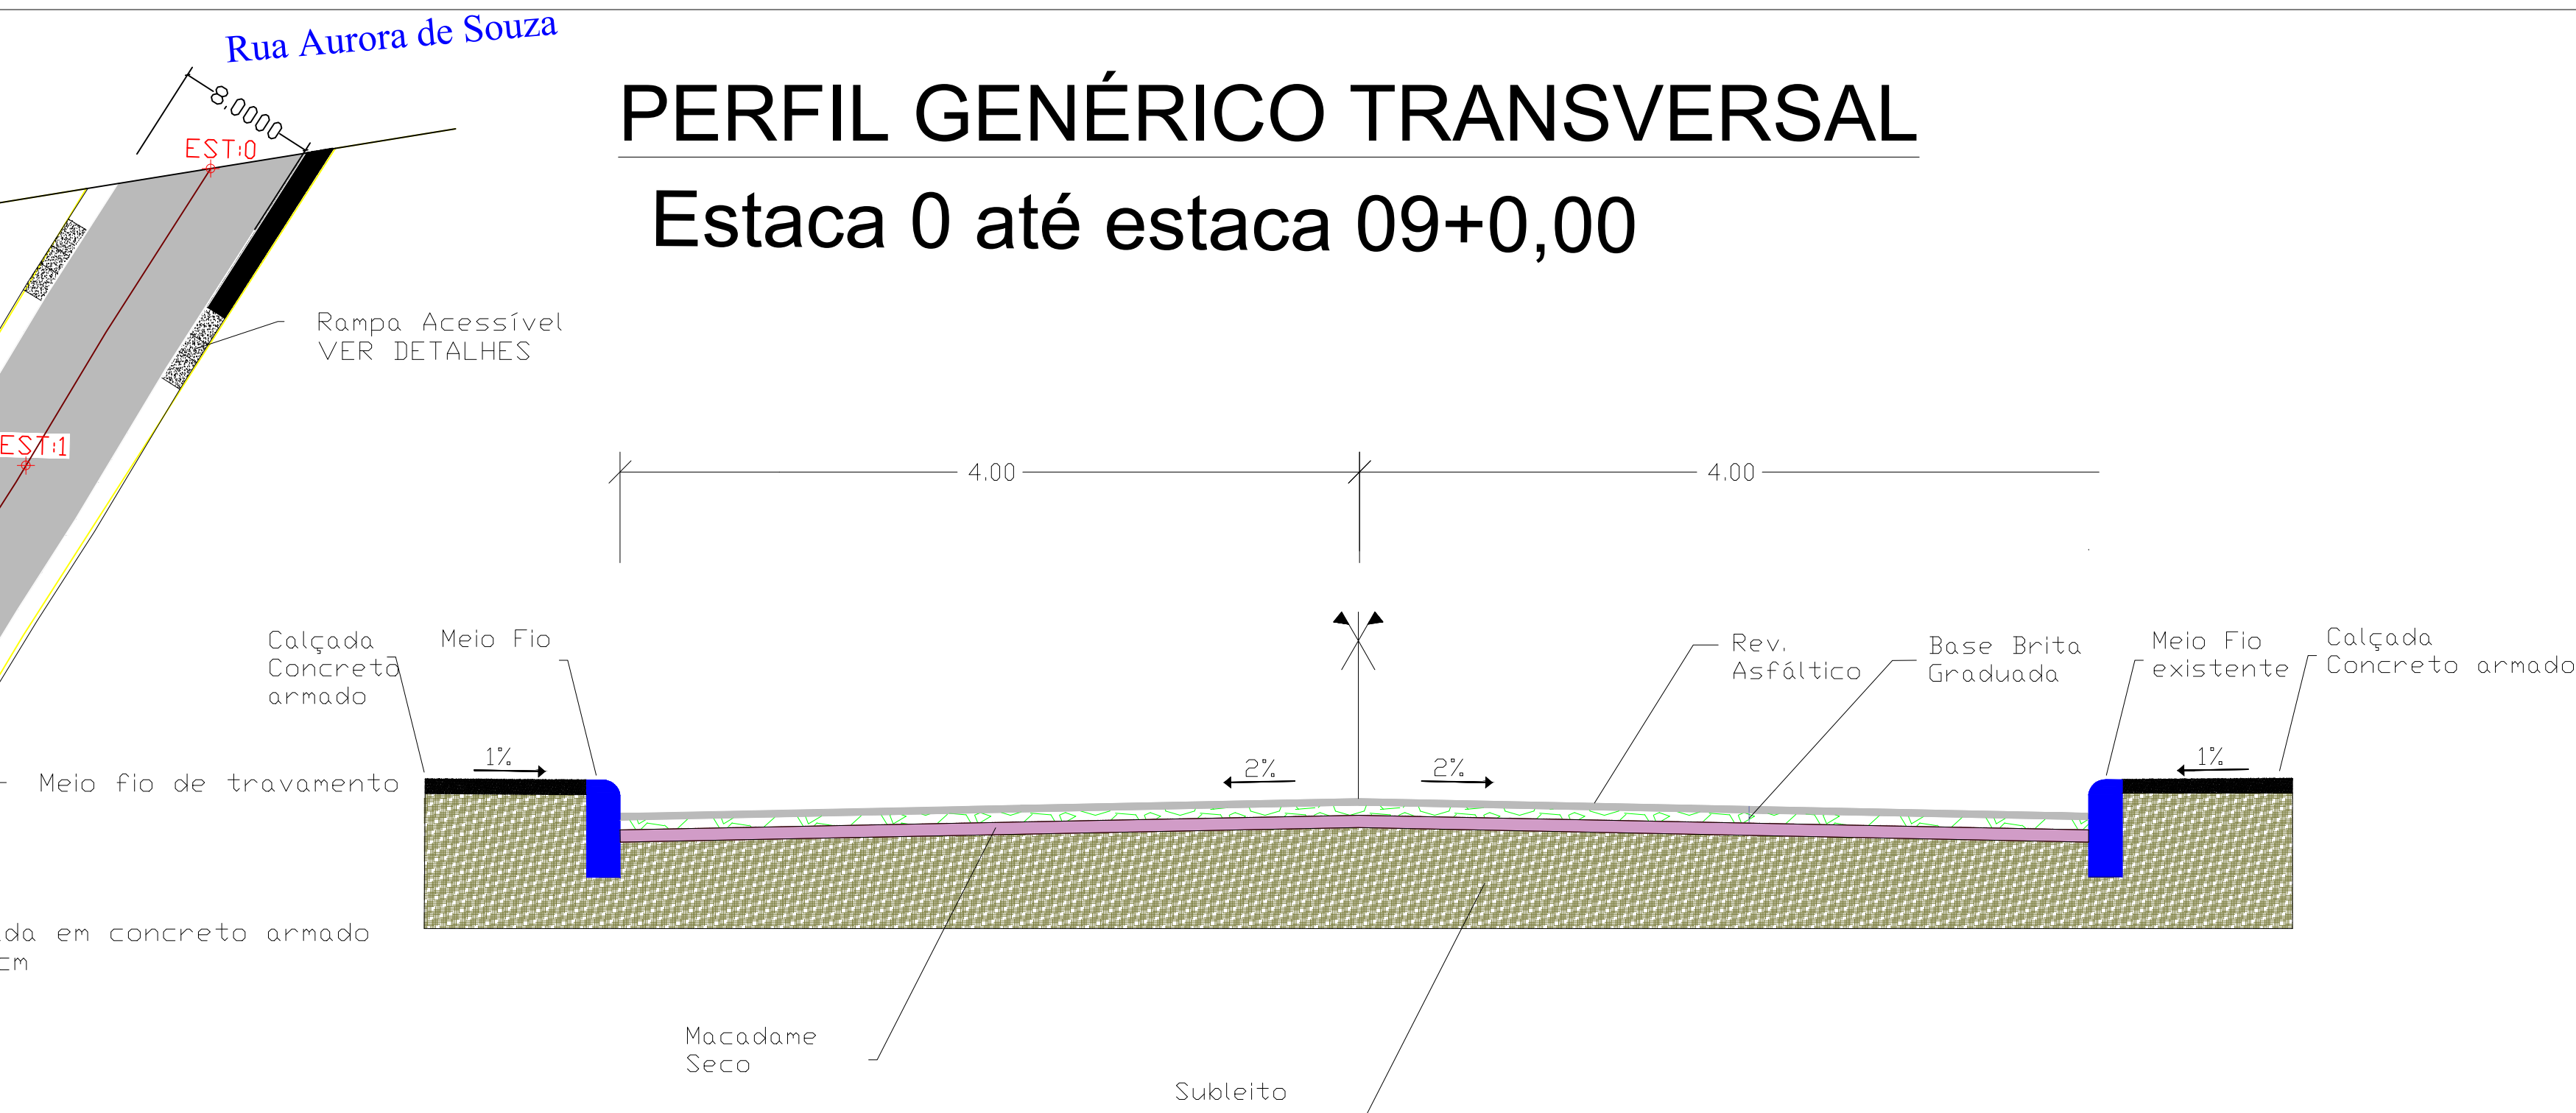 Rua Aurora de Souza
PERFIL GENÉRICO TRANSVERSAL
Estaca 0 até estaca 09+0,00
8.0000
EST:0
Rampa Acessível
VER DETALHES
EST:1
4.00
4.00
Calçada
Concreto
armado
Meio Fio
Rev.
Asfáltico
Base Brita
Graduada
Meio Fio
existente
Calçada
Concreto armado
1%
2%
2%
1%
Meio fio de travamento
em concreto armado
cm
Macadame
Seco
Subleito